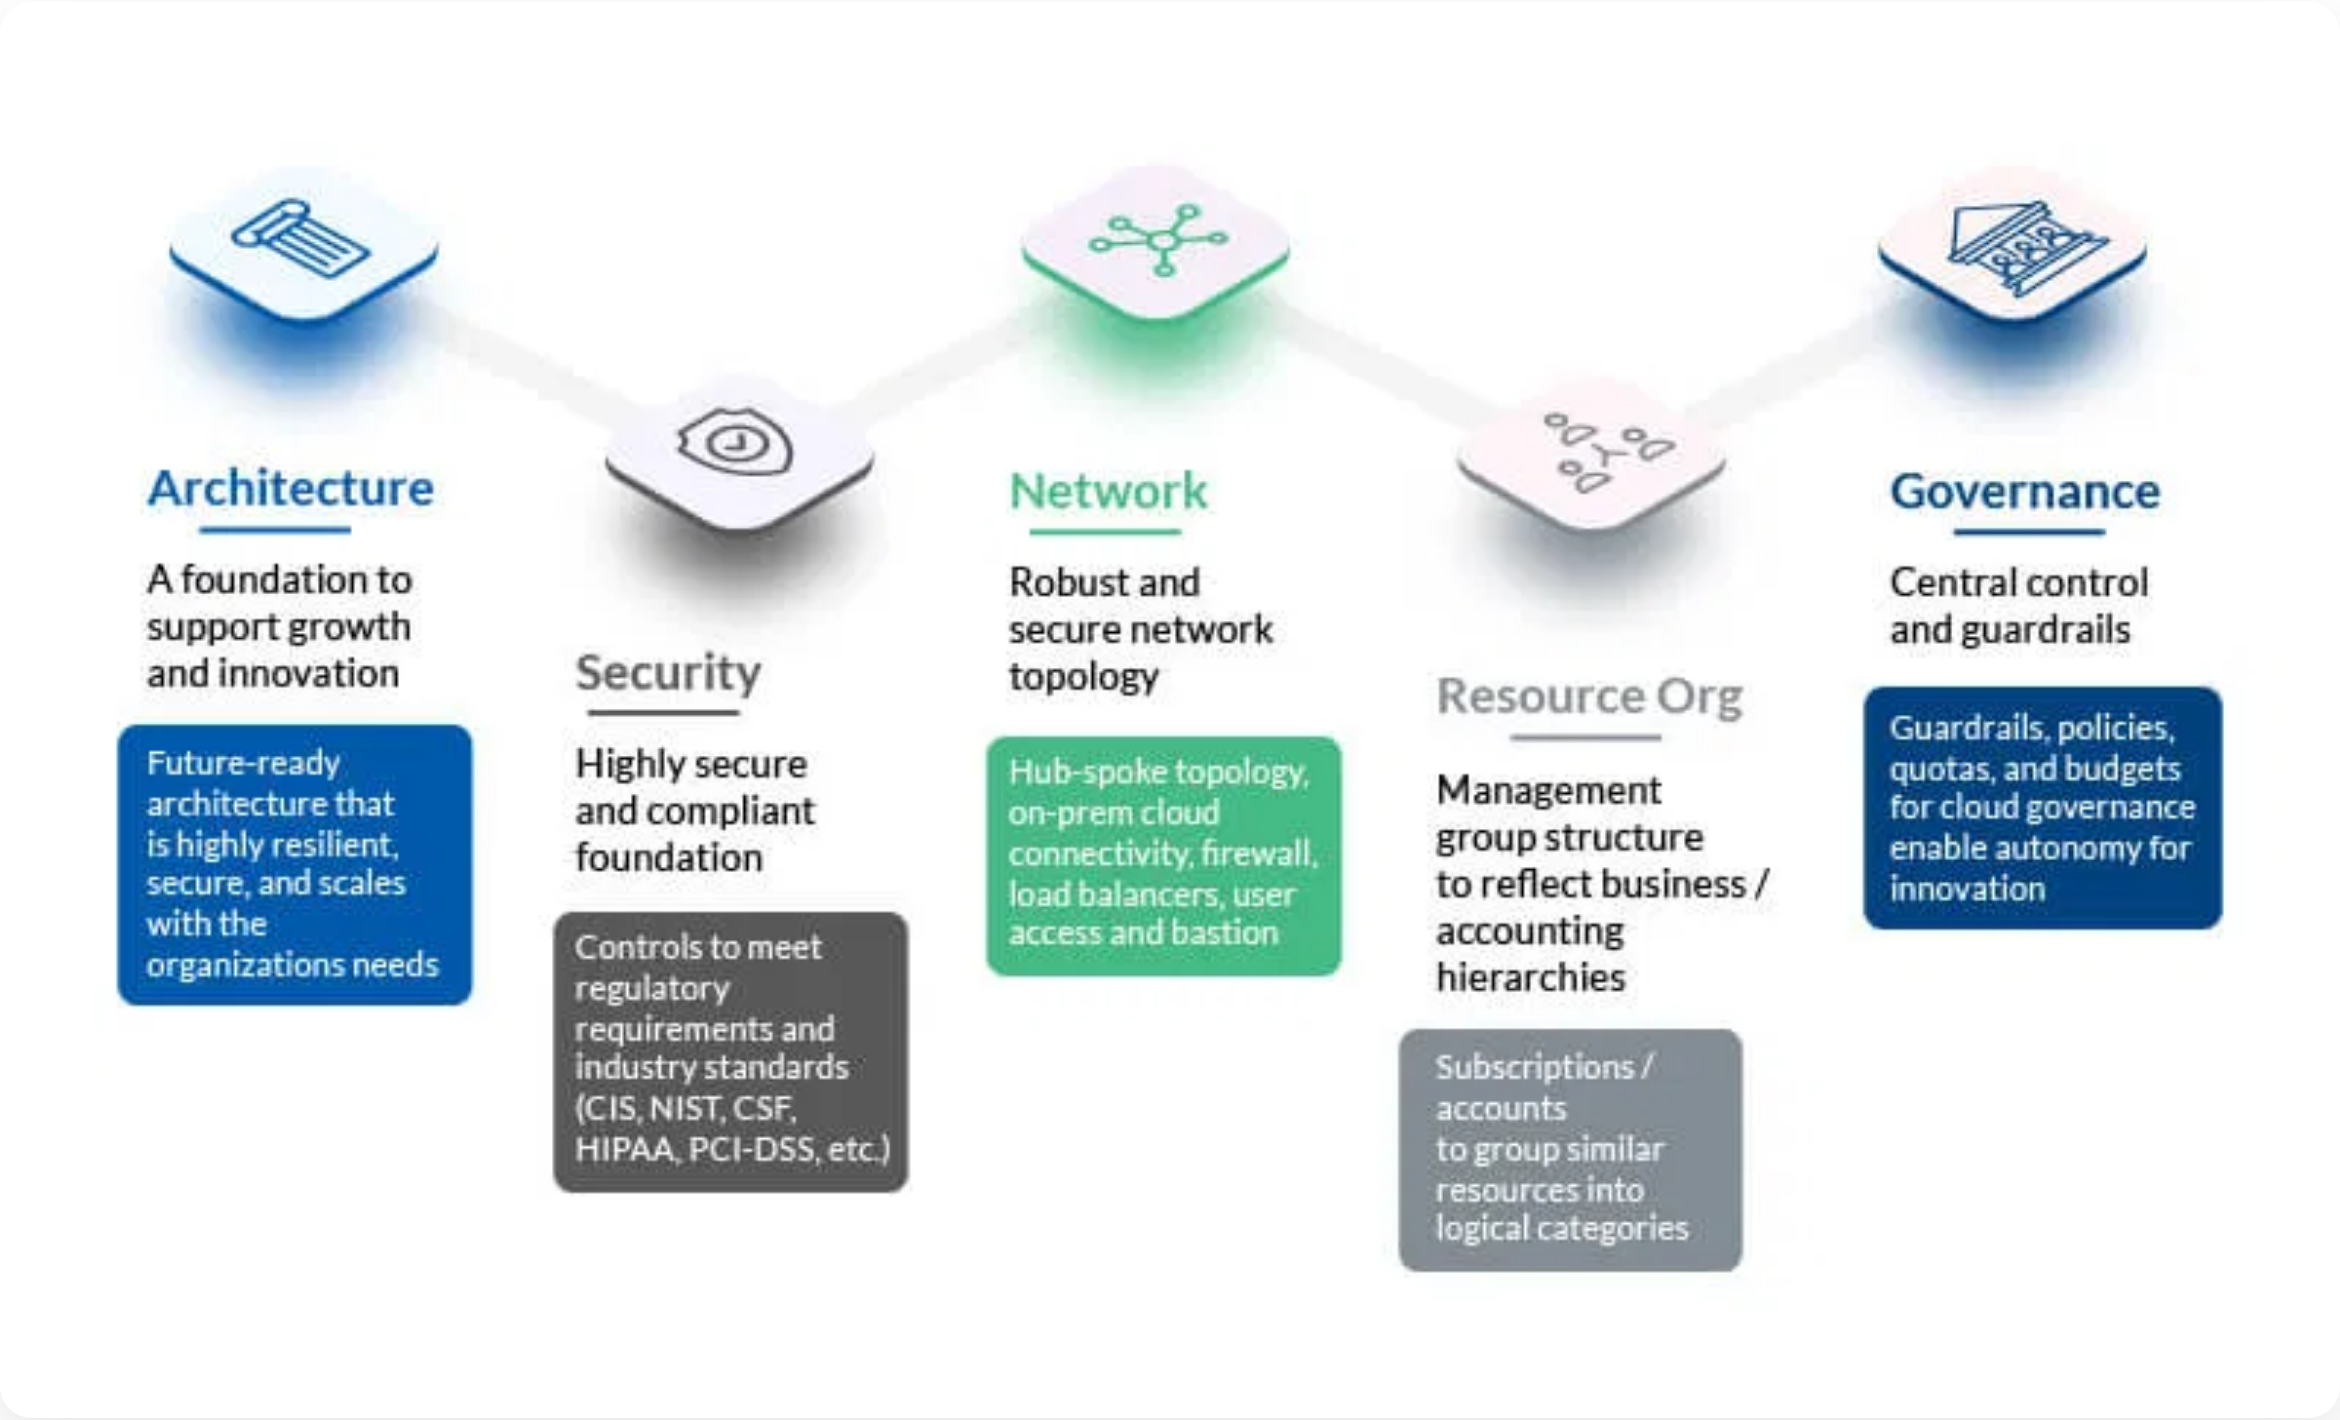 Architecture
A foundation to
support growth
and innovation
Future-ready
architecture that
is highly resilient,
secure, and scales
with the
organizations needs
Security
Highly secure
and compliant
foundation
Controls to meet
regulatory
requirements and
industry standards
(CIS, NIST, CSF,
HIPAA, PCI-DSS, etc.)
Network
Robust and
secure network
topology
Hub-spoke topology,
on-prem cloud
connectivity, firewall,
load balancers, user
access and bastion
Resource Org
Management
group structure
to reflect business /
accounting
hierarchies
Subscriptions /
accounts
to group similar
resources into
logical categories
Governance
Central control
and guardrails
Guardrails, policies,
quotas, and budgets
for cloud governance
enable autonomy for
innovation